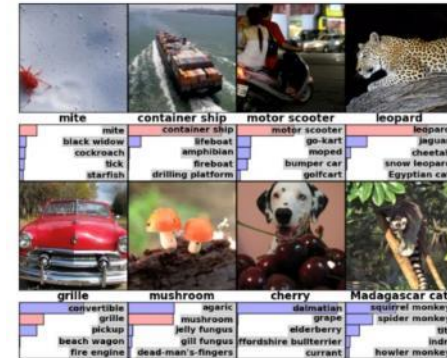 mite
container ship
motor scooter
leopard
mite
black widow
cockroach
tick
starfish
container ship
lifeboat
amphibian
fireboat
drilling platform
motor scooter
go-kart
moped
bumper car
golfcart
leopard
jaguar
cheetah
snow leopard
Egyptian cat
grille
mushroom
cherry
Madagascar cat
convertible
grille
pickup
beach wagon
fire engine
agaric
mushroom
jelly fungus
gill fungus
dead-man's-fingers
dalmatian
grape
elderberry
ffordshire bullterrier
currant
squirrel monkey
spider monkey
howler monkey